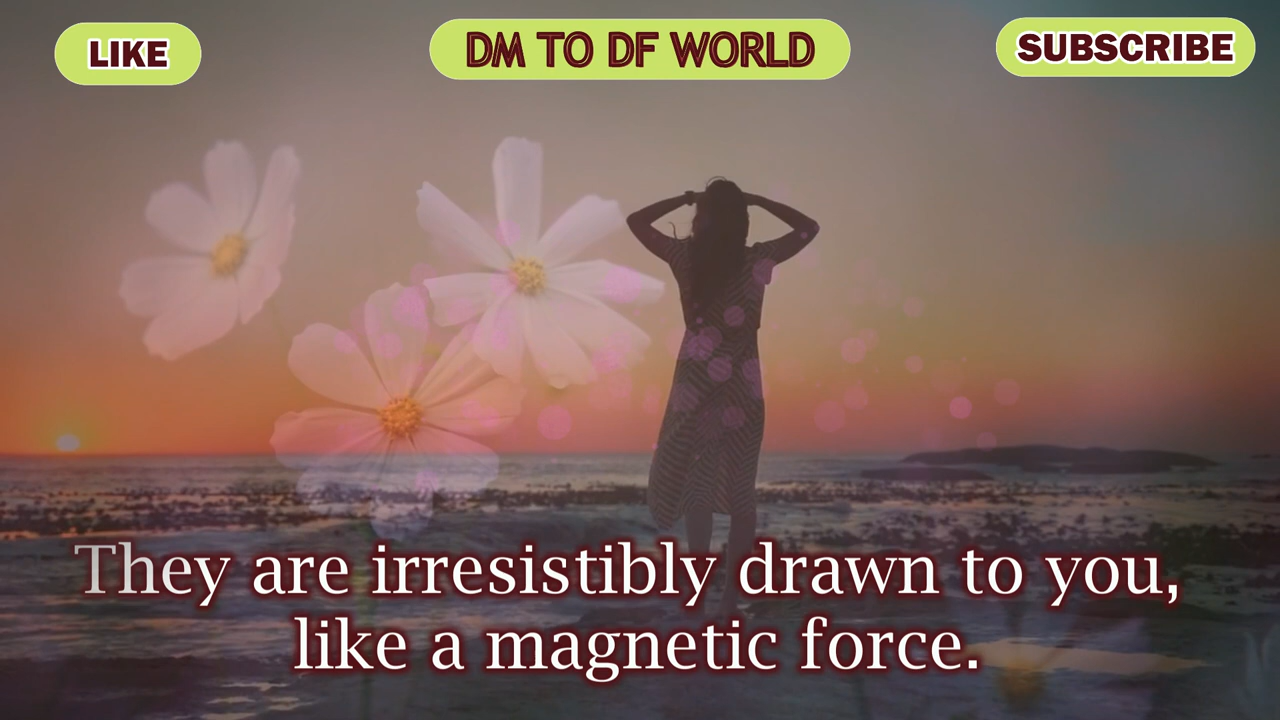 LIKE
DM TO DF WORLD
SUBSCRIBE
They are irresistibly drawn to you,
like a magnetic force.